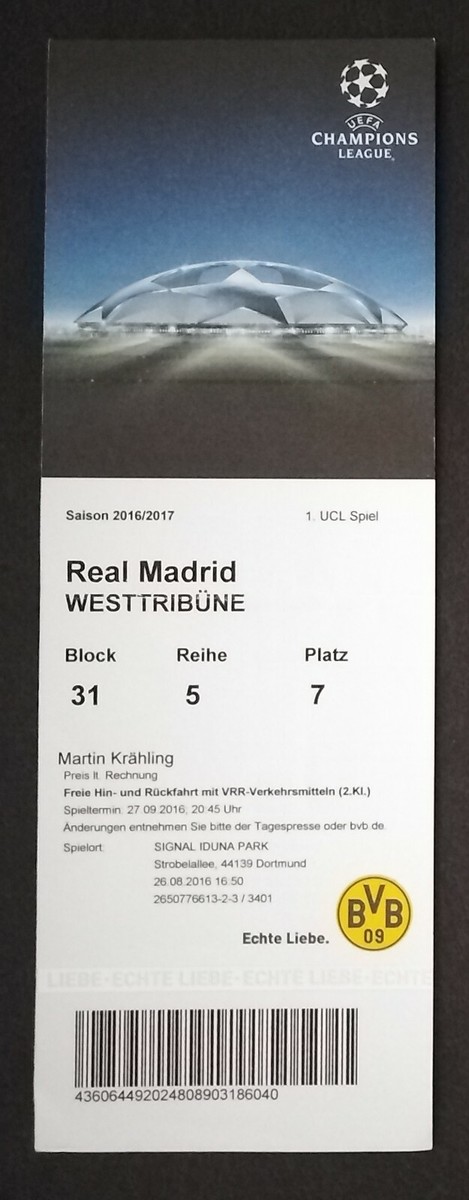 UEFA
CHAMPIONS
LEAGUE
Saison 2016/2017 1. UCL Spiel
Real Madrid
WESTTRIBÜNE
Block Reihe Platz
31 5 7
Martin Krähling
Preis lt. Rechnung
Freie Hin- und Rückfahrt mit VRR-Verkehrsmitteln (2.Kl.)
Spieltermin: 27.09.2016, 20:45 Uhr
Änderungen entnehmen Sie bitte der Tagespresse oder bvb.de.
Spielort: SIGNAL IDUNA PARK
Strobelallee, 44139 Dortmund
26.08.2016 16:50
2650776613-2-3 / 3401
BVB
09
Echte Liebe.
LIEBE·ECHTE LIEBE·ECHTE LIEBE·ECHTE
4360644920248089031860​40